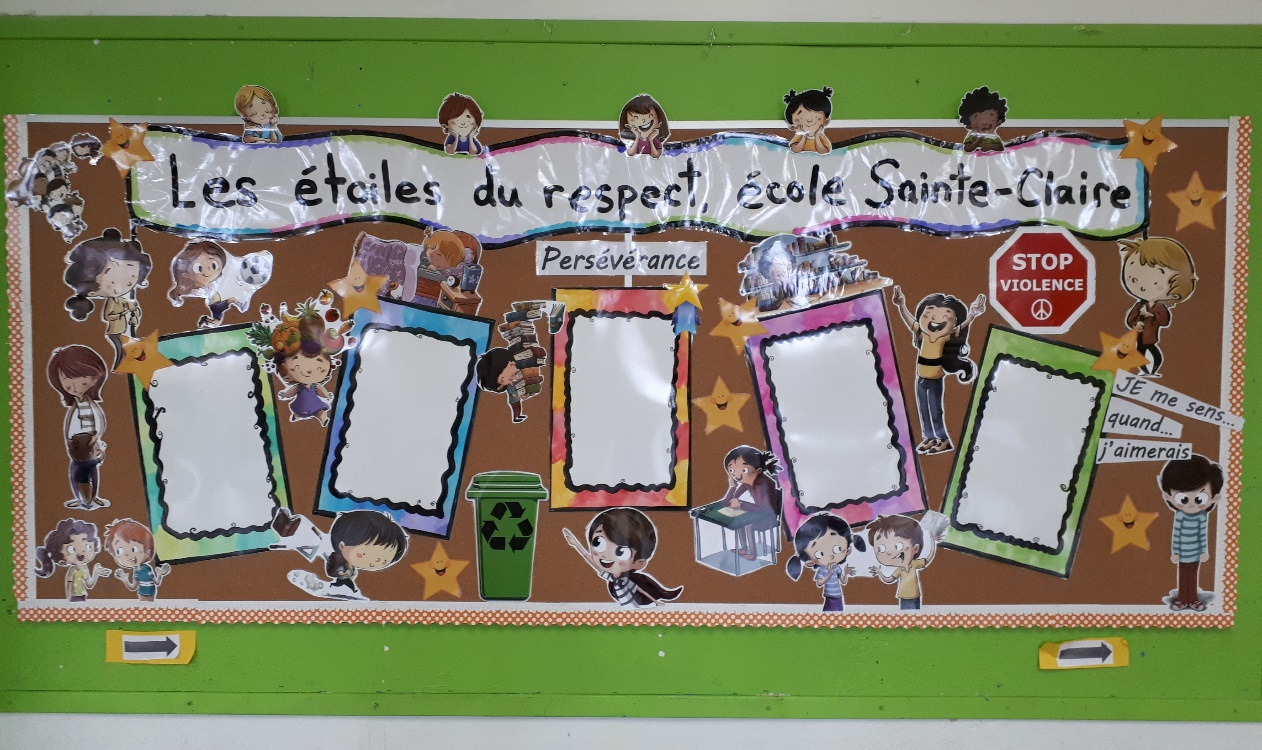 Les étoiles du respect, école Sainte-Claire
Persévérance
STOP
VIOLENCE
JE me sens...
quand...
j'aimerais